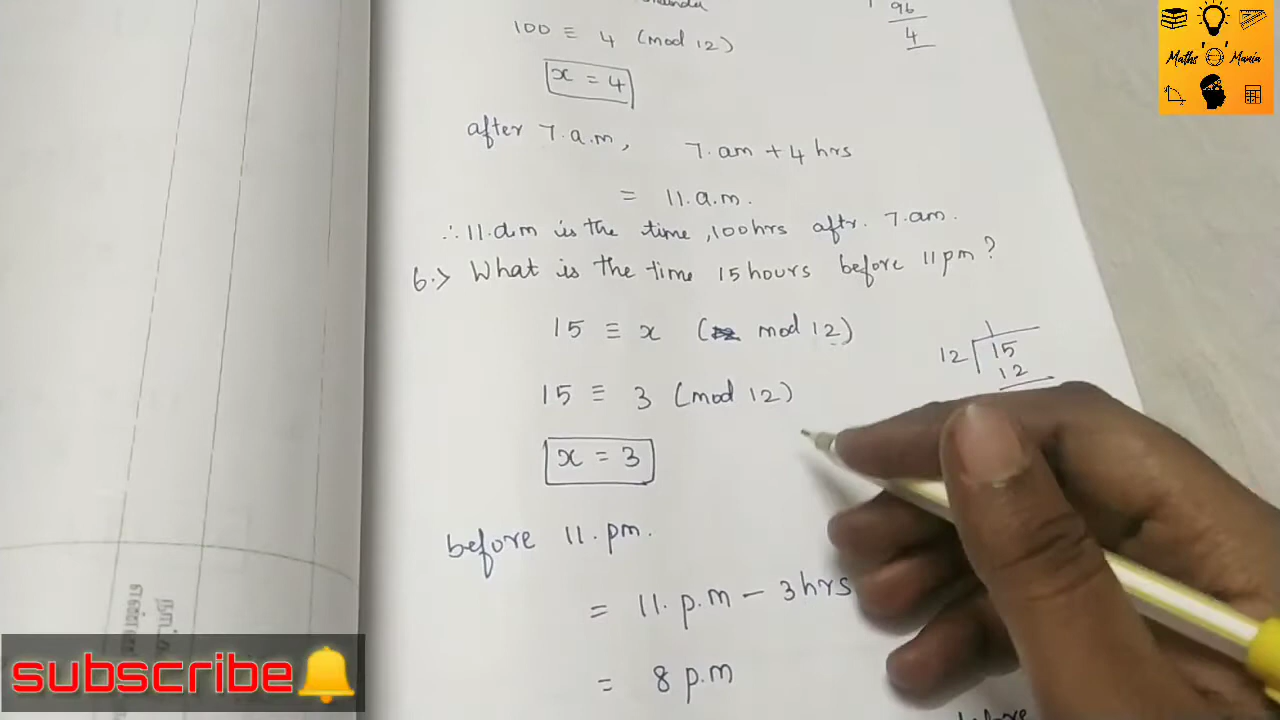 96
100 ≡ 4 (mod 12)
4
x = 4
after 7.a.m, 7.am + 4 hrs
= 11.a.m.
∴ 11.a.m is the time, 100hrs aftr. 7.am.
6.> What is the time 15 hours before 11pm?
15 ≡ x ( mod 12)
1
12 15
12
15 ≡ 3 (mod 12)
x = 3
before 11.pm.
= 11.p.m - 3hrs
= 8 p.m
before
Maths Mania
subscribe